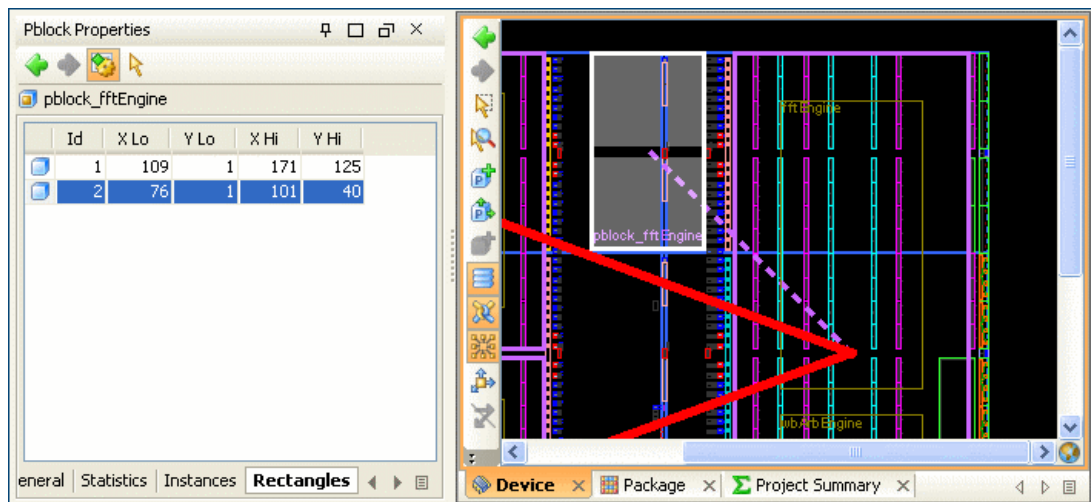 Pblock Properties
pblock_fftEngine
Id X Lo Y Lo X Hi Y Hi
1 109 1 171 125
2 76 1 101 40
eneral Statistics Instances Rectangles
fftEngine
pblock_fftEngine
wbArbEngine
Device Package Project Summary